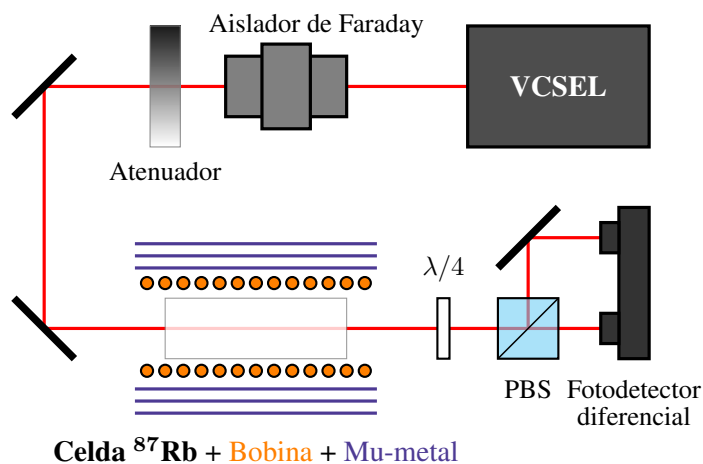 Aislador de Faraday
VCSEL
Atenuador
λ/4
PBS
Fotodetector
diferencial
Celda ⁸⁷Rb + Bobina + Mu-metal